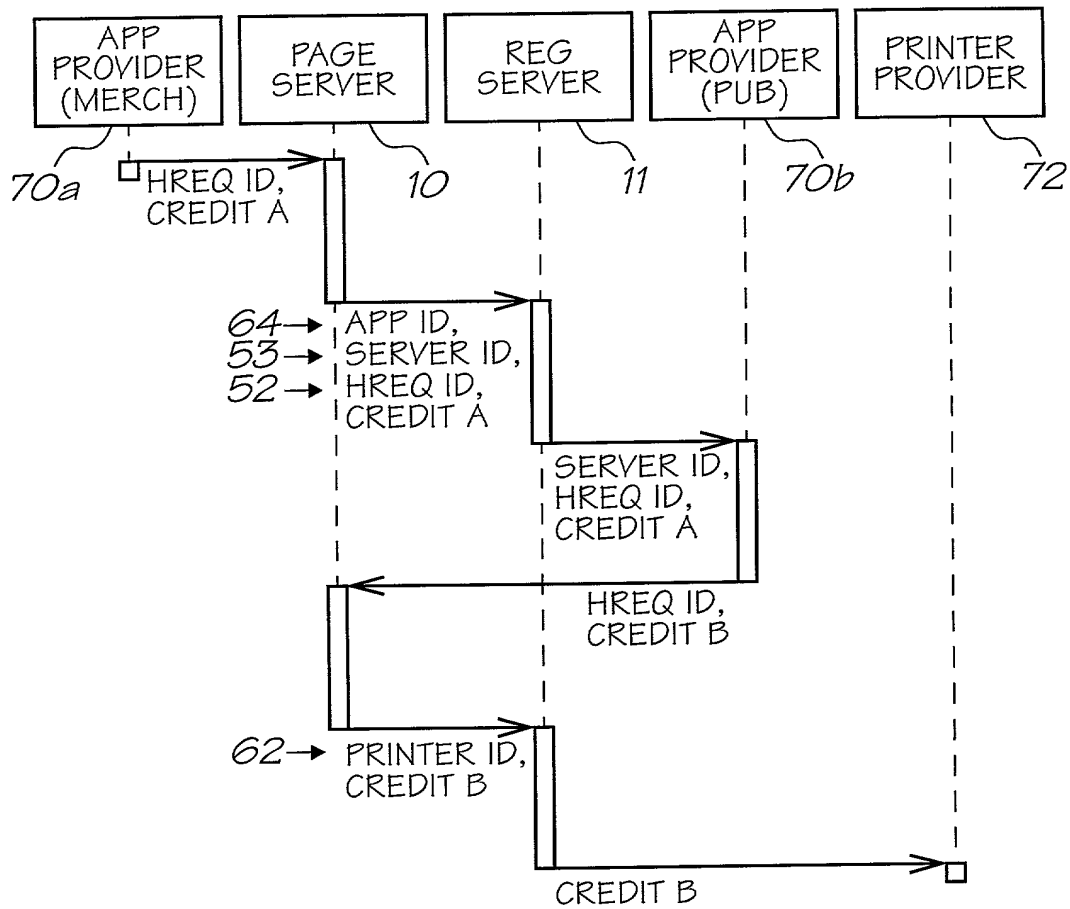 APP
PROVIDER
(MERCH)
PAGE
SERVER
REG
SERVER
APP
PROVIDER
(PUB)
PRINTER
PROVIDER
70a
10
11
70b
72
HREQ ID,
CREDIT A
64
APP ID,
53
SERVER ID,
52
HREQ ID,
CREDIT A
SERVER ID,
HREQ ID,
CREDIT A
HREQ ID,
CREDIT B
62
PRINTER ID,
CREDIT B
CREDIT B